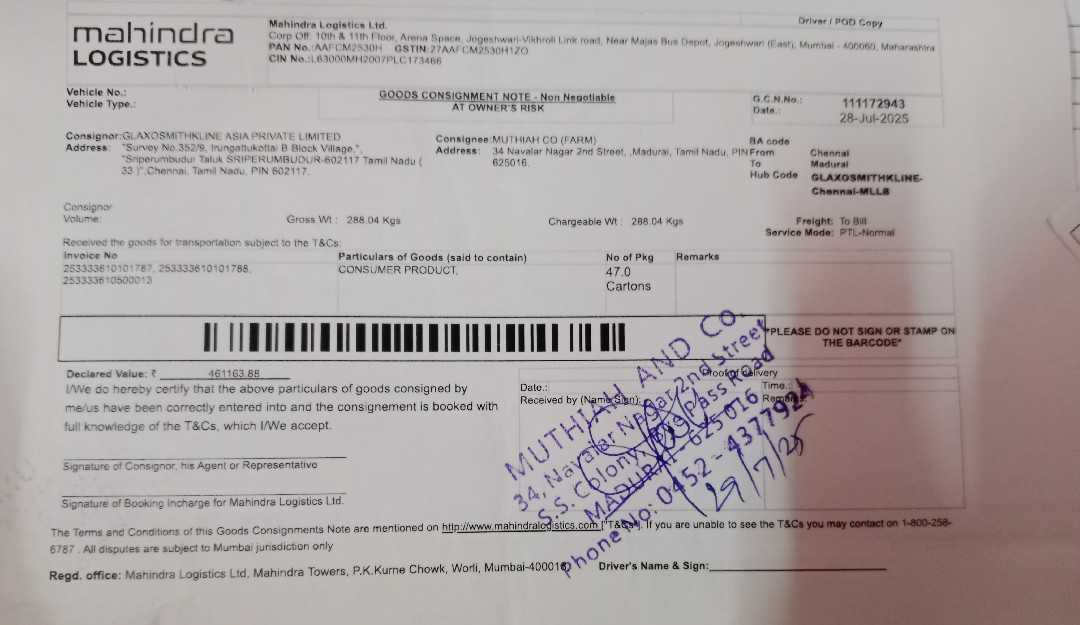 mahindra
LOGISTICS
Mahindra Logistics Ltd.
Corp Off: 10th & 11th Floor, Arena Space, Jogeshwari-Vikhroli Link road, Near Majas Bus Depot, Jogeshwari (East), Mumbai - 400060, Maharashtra
PAN No.:AAFCM2530H GSTIN:27AAFCM2530H1ZO
CIN No.:L63000MH2007PLC173466
Driver / POD Copy
Vehicle No.:
Vehicle Type.:
GOODS CONSIGNMENT NOTE - Non Negotiable
AT OWNER'S RISK
G.C.N.No.: 111172943
Date.: 28-Jul-2025
Consignor:GLAXOSMITHKLINE ASIA PRIVATE LIMITED
Address: "Survey No.352/9, Irungattukottai B Block Village,",
"Sriperumbudur Taluk SRIPERUMBUDUR-602117 Tamil Nadu (
33 )",Chennai, Tamil Nadu, PIN 602117.
Consignee:MUTHIAH CO (FARM)
Address: 34 Navalar Nagar 2nd Street, ,Madurai, Tamil Nadu, PIN
625016.
BA code
From Chennai
To Madurai
Hub Code GLAXOSMITHKLINE-
Chennai-MLLB
Consignor
Volume:
Gross Wt : 288.04 Kgs
Chargeable Wt : 288.04 Kgs
Freight: To Bill
Service Mode: PTL-Normal
Received the goods for transportation subject to the T&Cs:
Invoice No Particulars of Goods (said to contain) No of Pkg Remarks
253333610101787, 253333610101788, CONSUMER PRODUCT, 47.0
253333610500013 Cartons
*PLEASE DO NOT SIGN OR STAMP ON
THE BARCODE*
Declared Value: ₹ 461163.88
I/We do hereby certify that the above particulars of goods consigned by
me/us have been correctly entered into and the consignement is booked with
full knowledge of the T&Cs, which I/We accept.
Signature of Consignor, his Agent or Representative
Signature of Booking Incharge for Mahindra Logistics Ltd.
Proof of delivery
Date.: Time.:
Received by (Name Sign): Remarks:
MUTHIAH AND Co.
34, Navalar Nagar 2nd Street
S.S. Colony, Bypass Road
MADURAI - 625 016
Phone No: 0452 - 4377924
29/7/25
The Terms and Conditions of this Goods Consignments Note are mentioned on http://www.mahindralogistics.com ["T&Cs"]. If you are unable to see the T&Cs you may contact on 1-800-258-
6787 . All disputes are subject to Mumbai jurisdiction only
Regd. office: Mahindra Logistics Ltd, Mahindra Towers, P.K.Kurne Chowk, Worli, Mumbai-400018
Driver's Name & Sign: